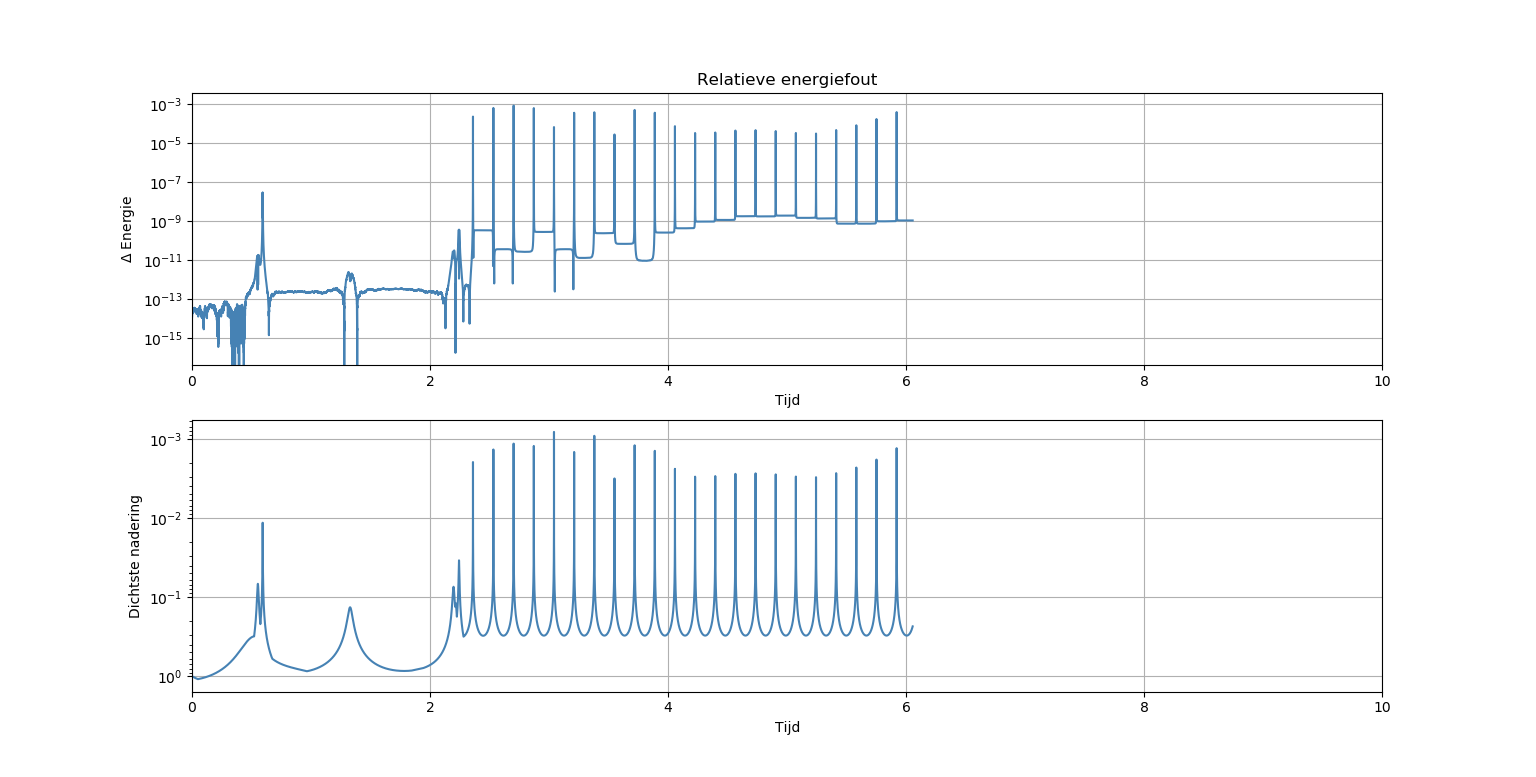 Relatieve energiefout
Δ Energie
10⁻³
10⁻⁵
10⁻⁷
10⁻⁹
10⁻¹¹
10⁻¹³
10⁻¹⁵
0 2 4 6 8 10
Tijd
Dichtste nadering
10⁻³
10⁻²
10⁻¹
10⁰
0 2 4 6 8 10
Tijd